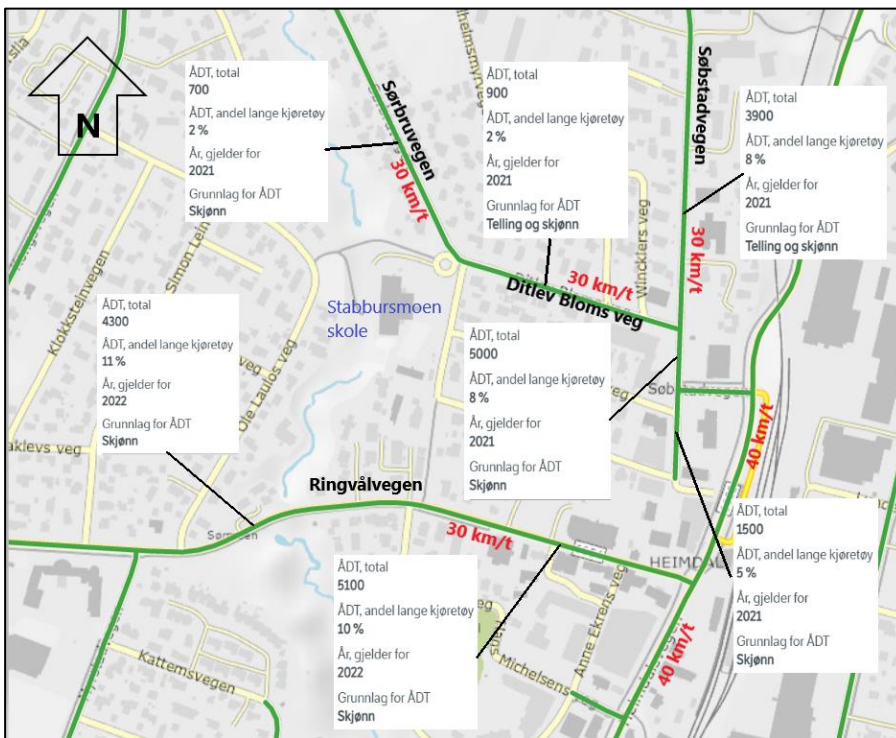 N
ÅDT, total
700
ÅDT, andel lange kjøretøy
2 %
År, gjelder for
2021
Grunnlag for ÅDT
Skjønn
Sørbruvegen
30 km/t
ÅDT, total
900
ÅDT, andel lange kjøretøy
2 %
År, gjelder for
2021
Grunnlag for ÅDT
Telling og skjønn
Søbstadvegen
30 km/t
ÅDT, total
3900
ÅDT, andel lange kjøretøy
8 %
År, gjelder for
2021
Grunnlag for ÅDT
Telling og skjønn
30 km/t
Ditlev Bloms veg
Wincklers veg
Klokksteinvegen
Simon Lein
Ole Laulos veg
veg
Stabbursmoen
skole
ÅDT, total
4300
ÅDT, andel lange kjøretøy
11 %
År, gjelder for
2022
Grunnlag for ÅDT
Skjønn
ÅDT, total
5000
ÅDT, andel lange kjøretøy
8 %
År, gjelder for
2021
Grunnlag for ÅDT
Skjønn
40 km/t
Ringvålvegen
30 km/t
HEIMDAL
ÅDT, total
1500
ÅDT, andel lange kjøretøy
5 %
År, gjelder for
2021
Grunnlag for ÅDT
Skjønn
ÅDT, total
5100
ÅDT, andel lange kjøretøy
10 %
År, gjelder for
2022
Grunnlag for ÅDT
Skjønn
Anne Ekrens veg
Michelsens veg
40 km/t
Kattemsvegen